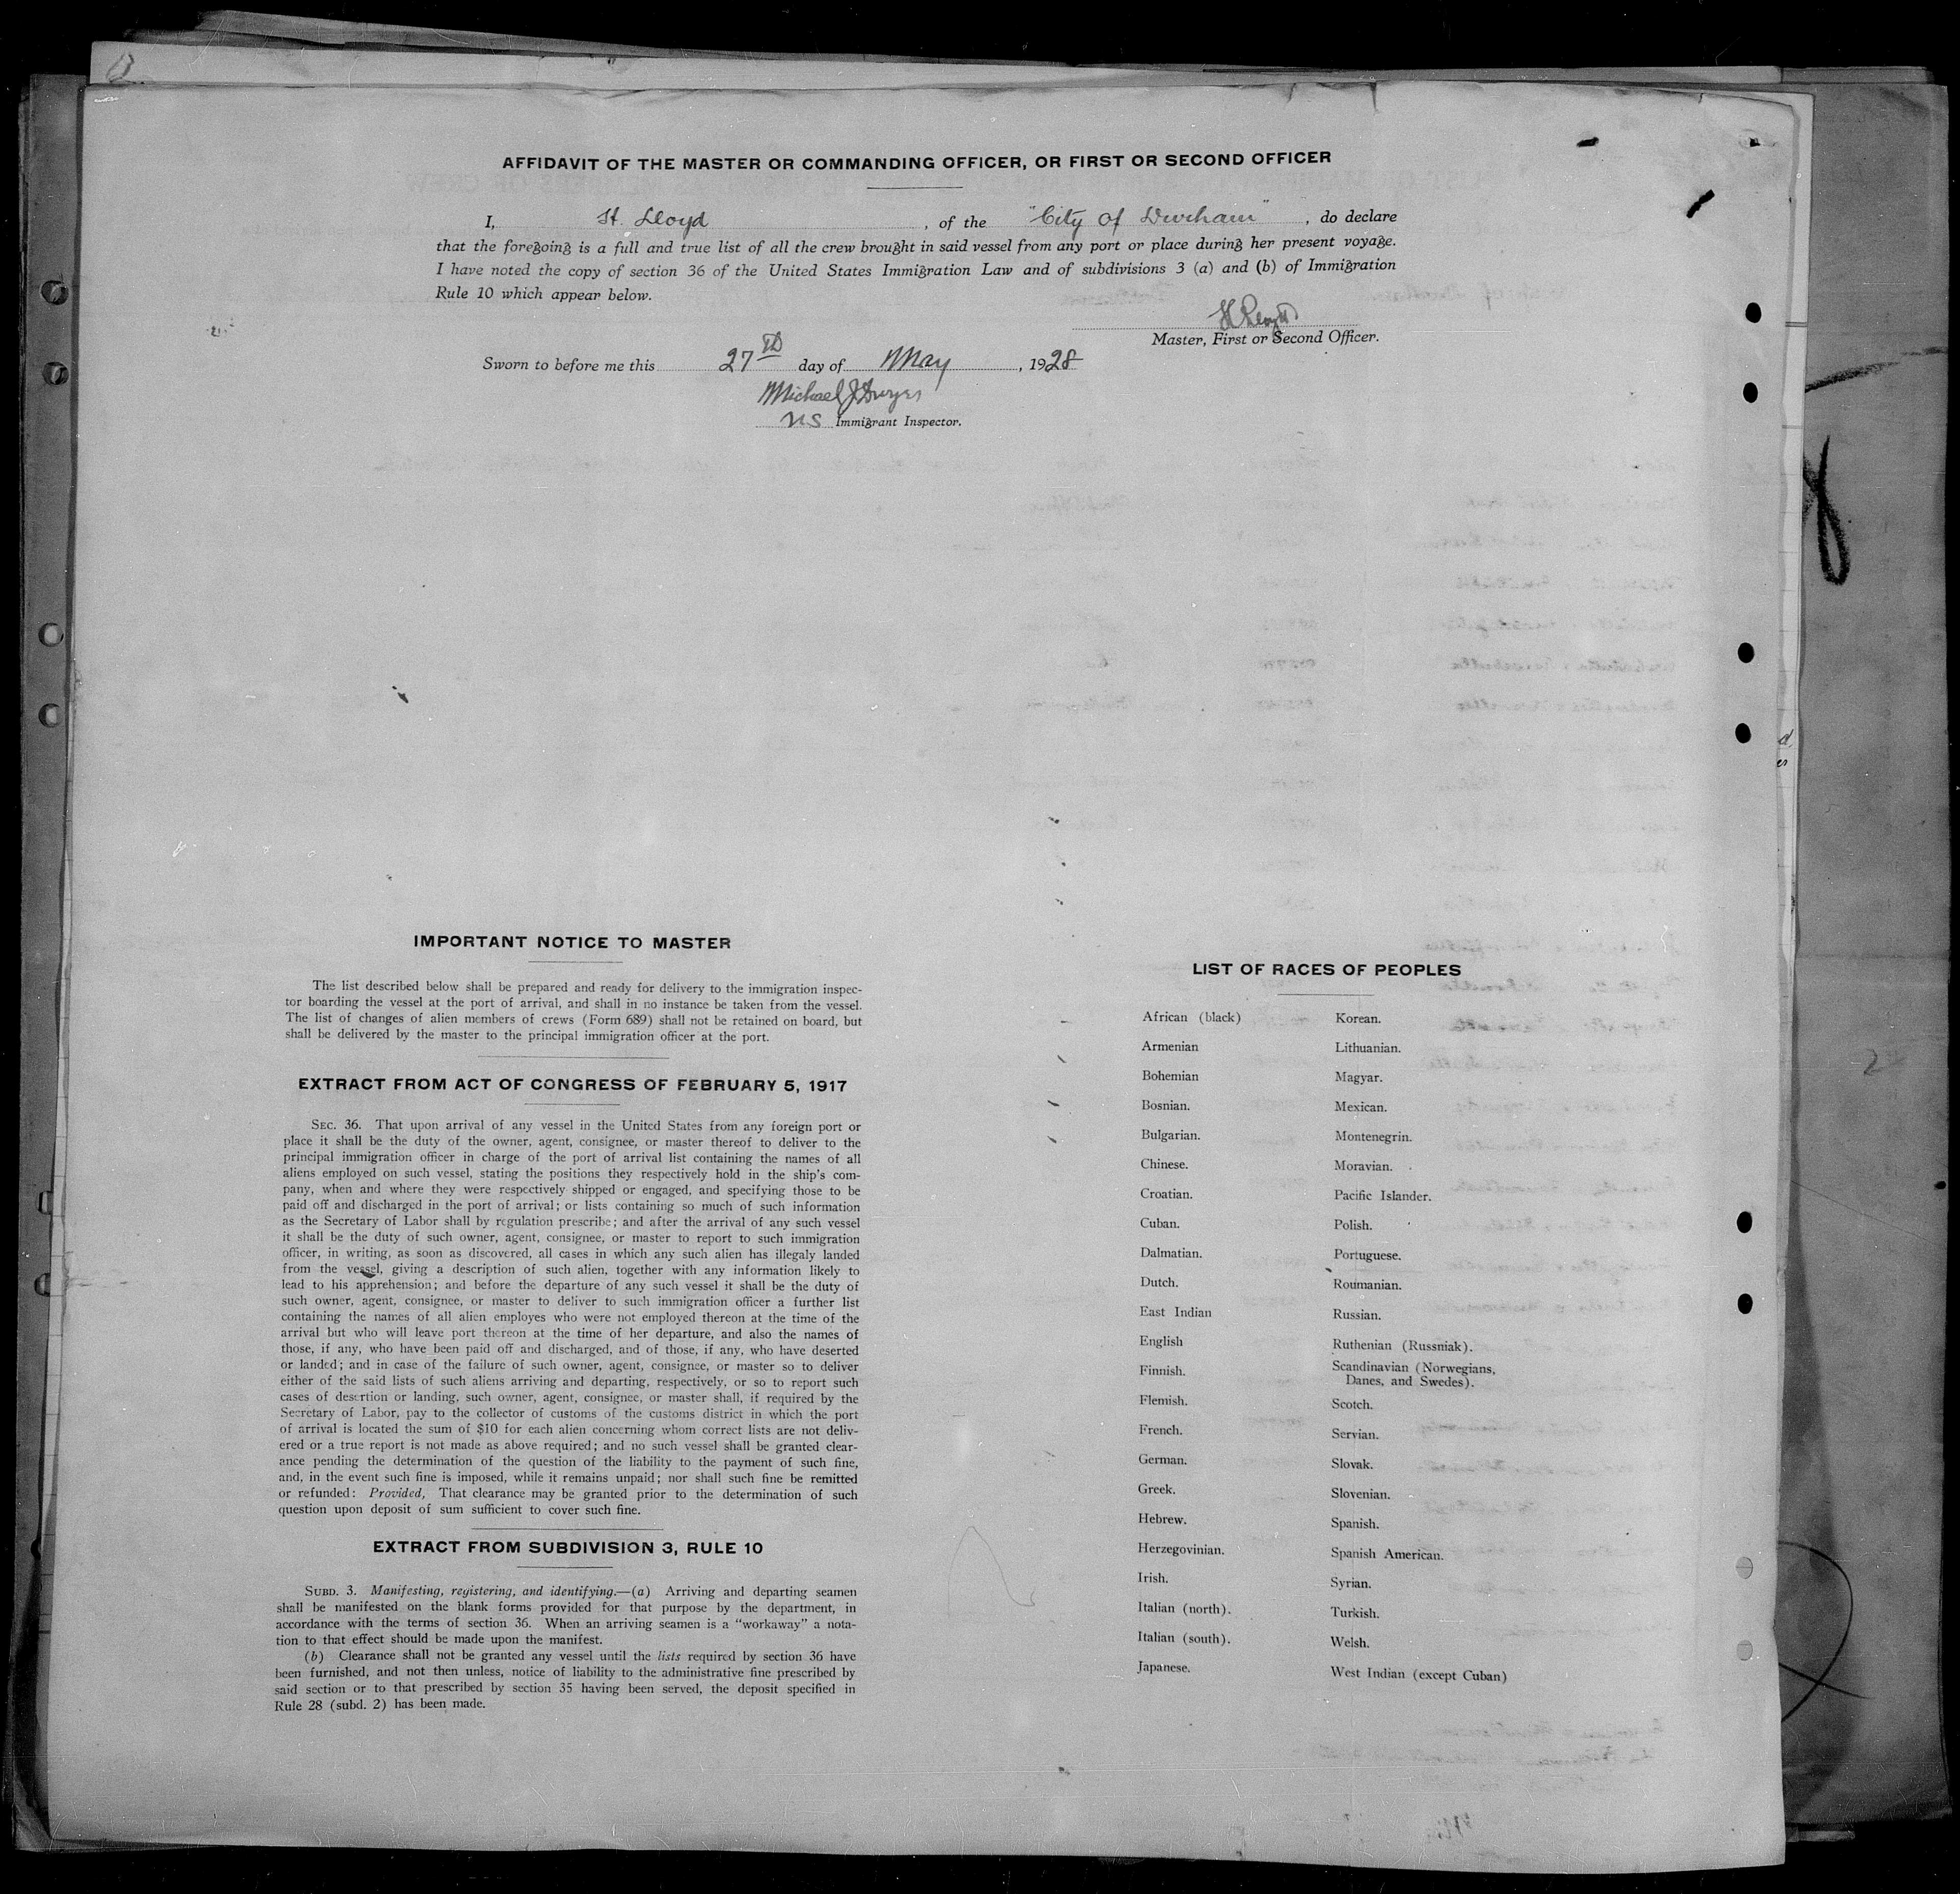 AFFIDAVIT OF THE MASTER OR COMMANDING OFFICER, OR FIRST OR SECOND OFFICER
I, H. Lloyd, of the "City of Durham", do declare
that the foregoing is a full and true list of all the crew brought in said vessel from any port or place during her present voyage.
I have noted the copy of section 36 of the United States Immigration Law and of subdivisions 3 (a) and (b) of Immigration
Rule 10 which appear below.
H Lloyd
Master, First or Second Officer.
Sworn to before me this 27th day of May, 1928
Michael J Dwyer
US Immigrant Inspector.
IMPORTANT NOTICE TO MASTER
The list described below shall be prepared and ready for delivery to the immigration inspec-
tor boarding the vessel at the port of arrival, and shall in no instance be taken from the vessel.
The list of changes of alien members of crews (Form 689) shall not be retained on board, but
shall be delivered by the master to the principal immigration officer at the port.
EXTRACT FROM ACT OF CONGRESS OF FEBRUARY 5, 1917
SEC. 36. That upon arrival of any vessel in the United States from any foreign port or
place it shall be the duty of the owner, agent, consignee, or master thereof to deliver to the
principal immigration officer in charge of the port of arrival list containing the names of all
aliens employed on such vessel, stating the positions they respectively hold in the ship's com-
pany, when and where they were respectively shipped or engaged, and specifying those to be
paid off and discharged in the port of arrival; or lists containing so much of such information
as the Secretary of Labor shall by regulation prescribe; and after the arrival of any such vessel
it shall be the duty of such owner, agent, consignee, or master to report to such immigration
officer, in writing, as soon as discovered, all cases in which any such alien has illegaly landed
from the vessel, giving a description of such alien, together with any information likely to
lead to his apprehension; and before the departure of any such vessel it shall be the duty of
such owner, agent, consignee, or master to deliver to such immigration officer a further list
containing the names of all alien employes who were not employed thereon at the time of the
arrival but who will leave port thereon at the time of her departure, and also the names of
those, if any, who have been paid off and discharged, and of those, if any, who have deserted
or landed; and in case of the failure of such owner, agent, consignee, or master so to deliver
either of the said lists of such aliens arriving and departing, respectively, or so to report such
cases of desertion or landing, such owner, agent, consignee, or master shall, if required by the
Secretary of Labor, pay to the collector of customs of the customs district in which the port
of arrival is located the sum of $10 for each alien concerning whom correct lists are not deliv-
ered or a true report is not made as above required; and no such vessel shall be granted clear-
ance pending the determination of the question of the liability to the payment of such fine,
and, in the event such fine is imposed, while it remains unpaid; nor shall such fine be remitted
or refunded: Provided, That clearance may be granted prior to the determination of such
question upon deposit of sum sufficient to cover such fine.
EXTRACT FROM SUBDIVISION 3, RULE 10
SUBD. 3. Manifesting, registering, and identifying.—(a) Arriving and departing seamen
shall be manifested on the blank forms provided for that purpose by the department, in
accordance with the terms of section 36. When an arriving seamen is a "workaway" a nota-
tion to that effect should be made upon the manifest.
(b) Clearance shall not be granted any vessel until the lists required by section 36 have
been furnished, and not then unless, notice of liability to the administrative fine prescribed by
said section or to that prescribed by section 35 having been served, the deposit specified in
Rule 28 (subd. 2) has been made.
LIST OF RACES OF PEOPLES
African (black)
Armenian
Bohemian
Bosnian.
Bulgarian.
Chinese.
Croatian.
Cuban.
Dalmatian.
Dutch.
East Indian
English
Finnish.
Flemish.
French.
German.
Greek.
Hebrew.
Herzegovinian.
Irish.
Italian (north).
Italian (south).
Japanese.
Korean.
Lithuanian.
Magyar.
Mexican.
Montenegrin.
Moravian.
Pacific Islander.
Polish.
Portuguese.
Roumanian.
Russian.
Ruthenian (Russniak).
Scandinavian (Norwegians,
Danes, and Swedes).
Scotch.
Servian.
Slovak.
Slovenian.
Spanish.
Spanish American.
Syrian.
Turkish.
Welsh.
West Indian (except Cuban)